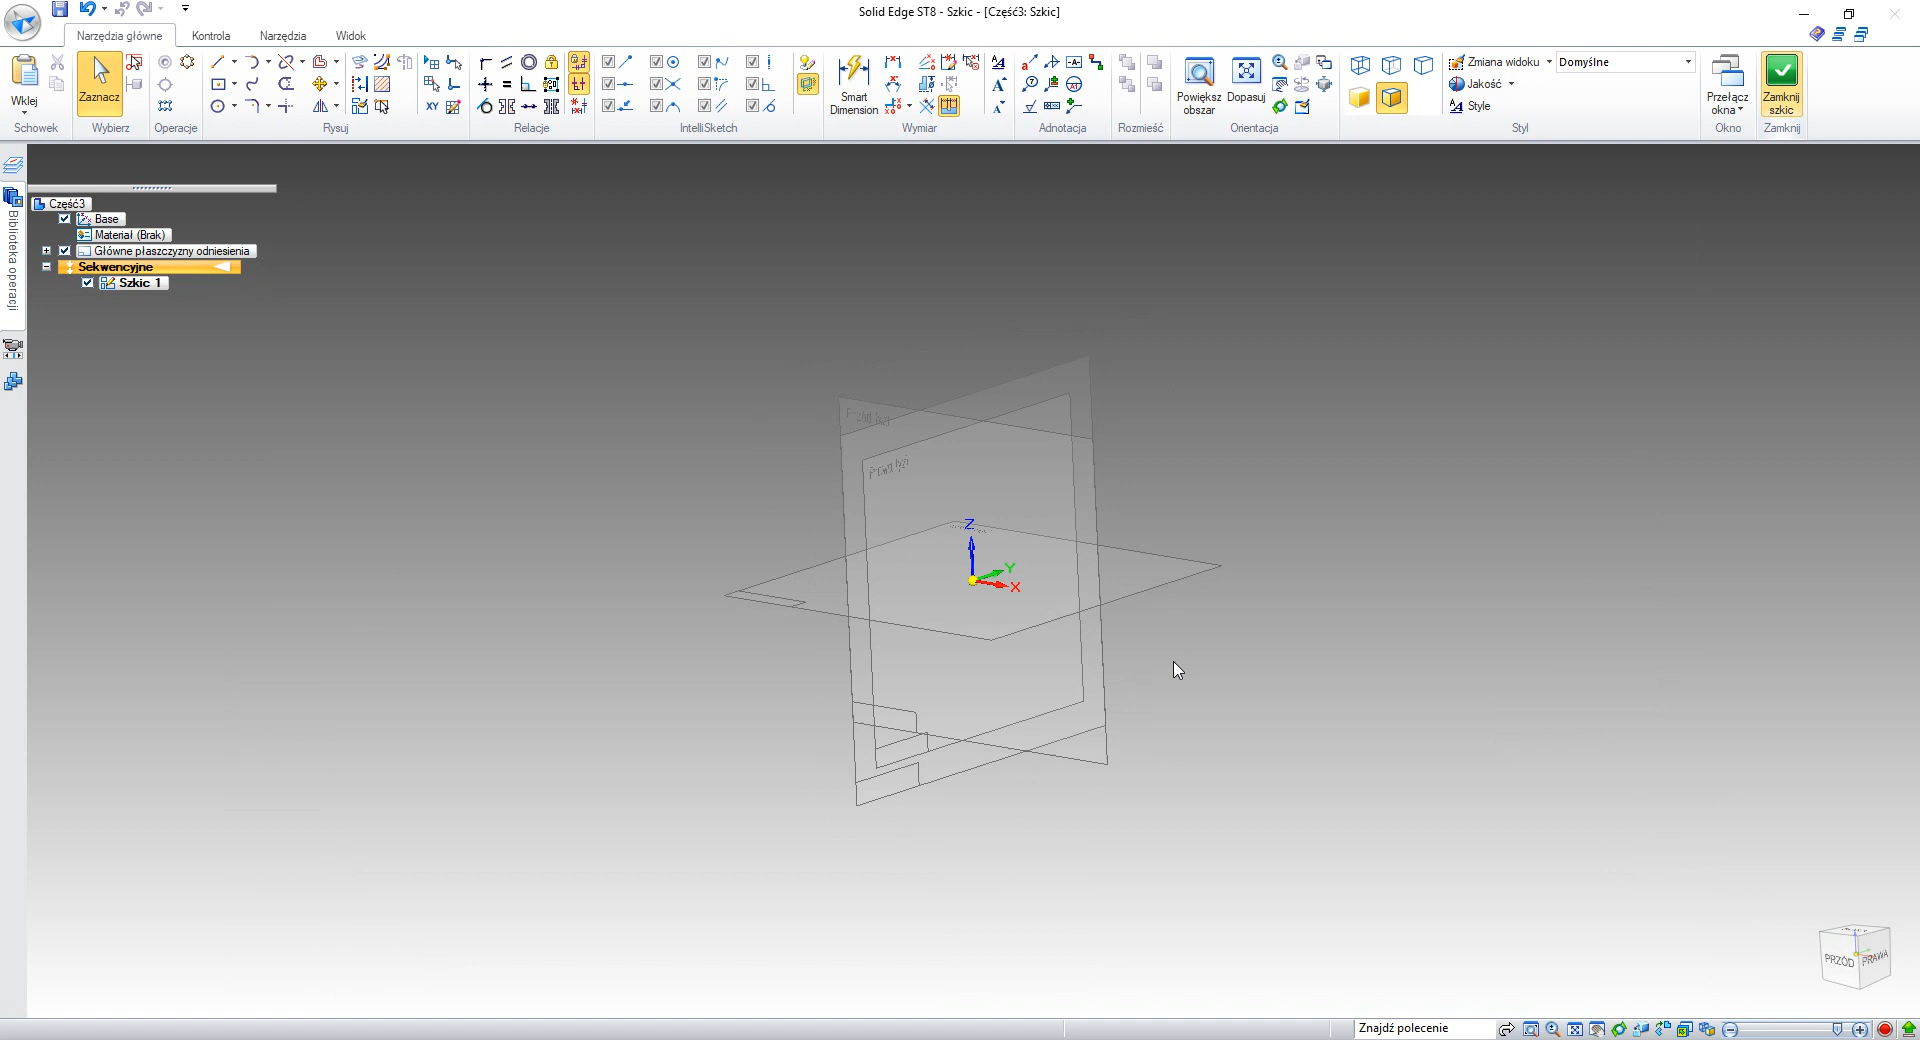 Solid Edge ST8 - Szkic - [Część3: Szkic]
Narzędzia główne
Kontrola
Narzędzia
Widok
Wklej
Zaznacz
Smart Dimension
Powiększ obszar
Dopasuj
Zmiana widoku
Domyślne
Jakość
Style
Przełącz okna
Zamknij szkic
Schowek
Wybierz
Operacje
Rysuj
Relacje
IntelliSketch
Wymiar
Adnotacja
Rozmieść
Orientacja
Styl
Okno
Zamknij
XY
Biblioteka operacji
Część3
Base
Materiał (Brak)
Główne płaszczyzny odniesienia
Sekwencyjne
Szkic 1
Z
Y
X
PRZÓD
PRAWA
Znajdź polecenie